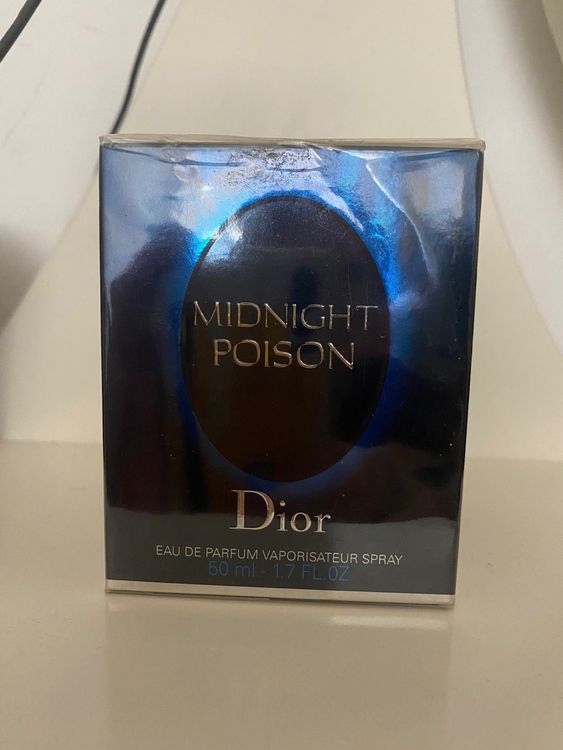 MIDNIGHT
POISON
Dior
EAU DE PARFUM VAPORISATEUR SPRAY
50 ml - 1.7 FL.OZ